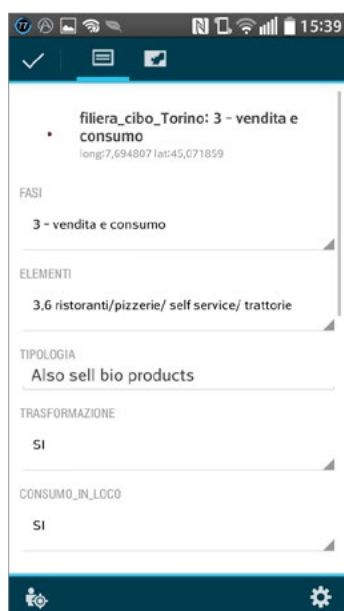 15:39
filiera_cibo_Torino: 3 - vendita e
consumo
long:7,694807 lat:45,071859
FASI
3 - vendita e consumo
ELEMENTI
3,6 ristoranti/pizzerie/ self service/ trattorie
TIPOLOGIA
Also sell bio products
TRASFORMAZIONE
SI
CONSUMO_IN_LOCO
SI